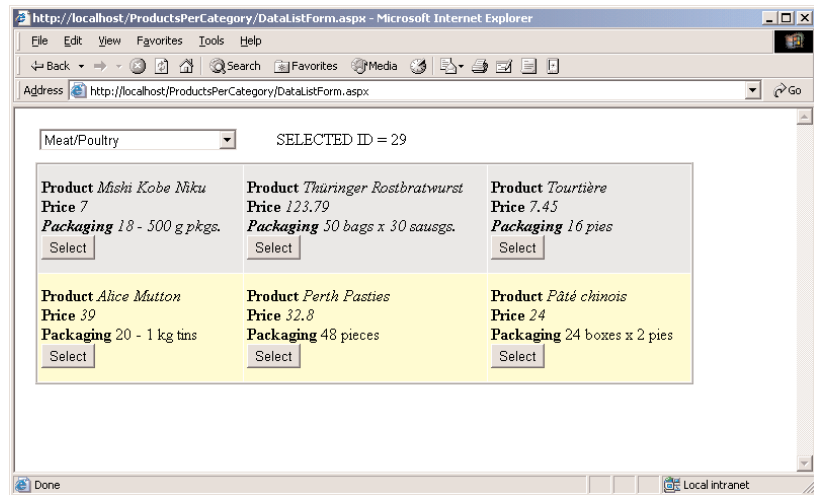 http://localhost/ProductsPerCategory/DataListForm.aspx - Microsoft Internet Explorer
File Edit View Favorites Tools Help
Back Search Favorites Media
Address http://localhost/ProductsPerCategory/DataListForm.aspx Go
Meat/Poultry SELECTED ID = 29
Product Mishi Kobe Niku Product Thüringer Rostbratwurst Product Tourtière
Price 7 Price 123.79 Price 7.45
Packaging 18 - 500 g pkgs. Packaging 50 bags x 30 sausgs. Packaging 16 pies
Select Select Select
Product Alice Mutton Product Perth Pasties Product Pâté chinois
Price 39 Price 32.8 Price 24
Packaging 20 - 1 kg tins Packaging 48 pieces Packaging 24 boxes x 2 pies
Select Select Select
Done Local intranet